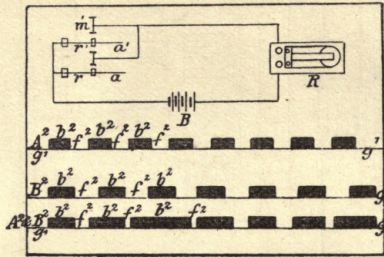 m'
r' a'
r a
B
R
A² b² f² b² f² b²
g' g'
B² b² f² b² f² b²
g
A²&B² b² f² b² f² b² f²
g' g